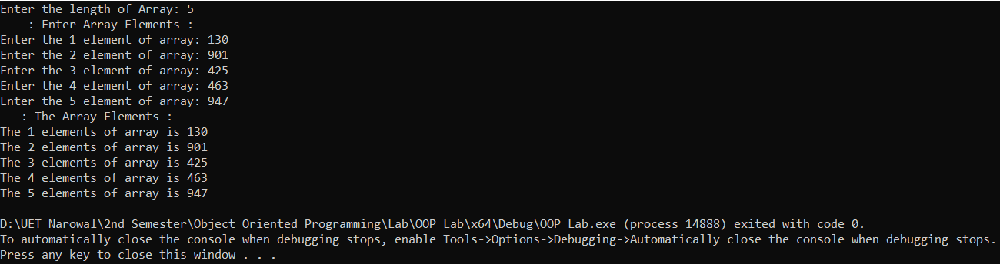 Enter the length of Array: 5
  --: Enter Array Elements :--
Enter the 1 element of array: 130
Enter the 2 element of array: 901
Enter the 3 element of array: 425
Enter the 4 element of array: 463
Enter the 5 element of array: 947
 --: The Array Elements :--
The 1 elements of array is 130
The 2 elements of array is 901
The 3 elements of array is 425
The 4 elements of array is 463
The 5 elements of array is 947

D:\UET Narowal\2nd Semester\Object Oriented Programming\Lab\OOP Lab\x64\Debug\OOP Lab.exe (process 14888) exited with code 0.
To automatically close the console when debugging stops, enable Tools->Options->Debugging->Automatically close the console when debugging stops.
Press any key to close this window . . .